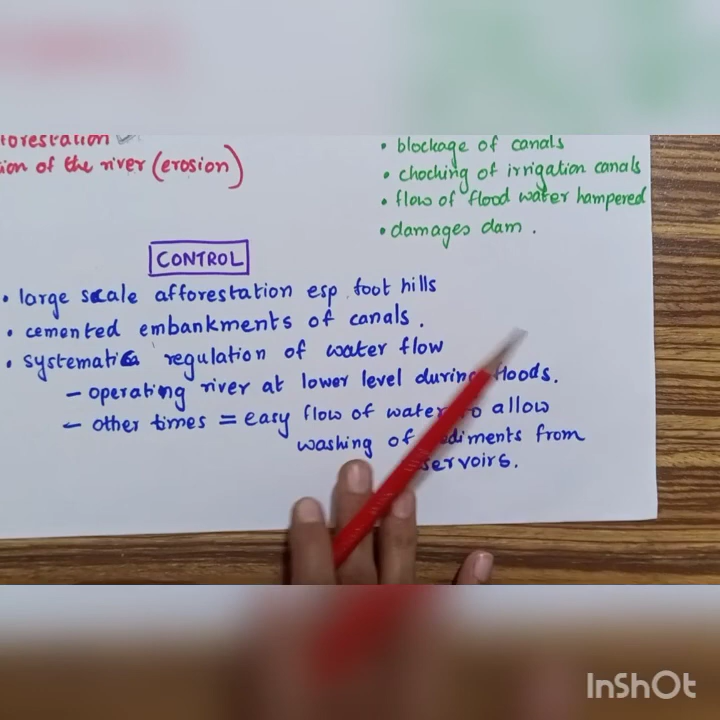 forestation
ion of the river (erosion)
• blockage of canals
• chocking of irrigation canals
• flow of flood water hampered
• damages dam.
CONTROL
• large scale afforestation esp foot hills
• cemented embankments of canals.
• systematic regulation of water flow
– operating river at lower level during floods.
– other times = easy flow of water to allow
washing of sediments from
servoirs.
InShOt